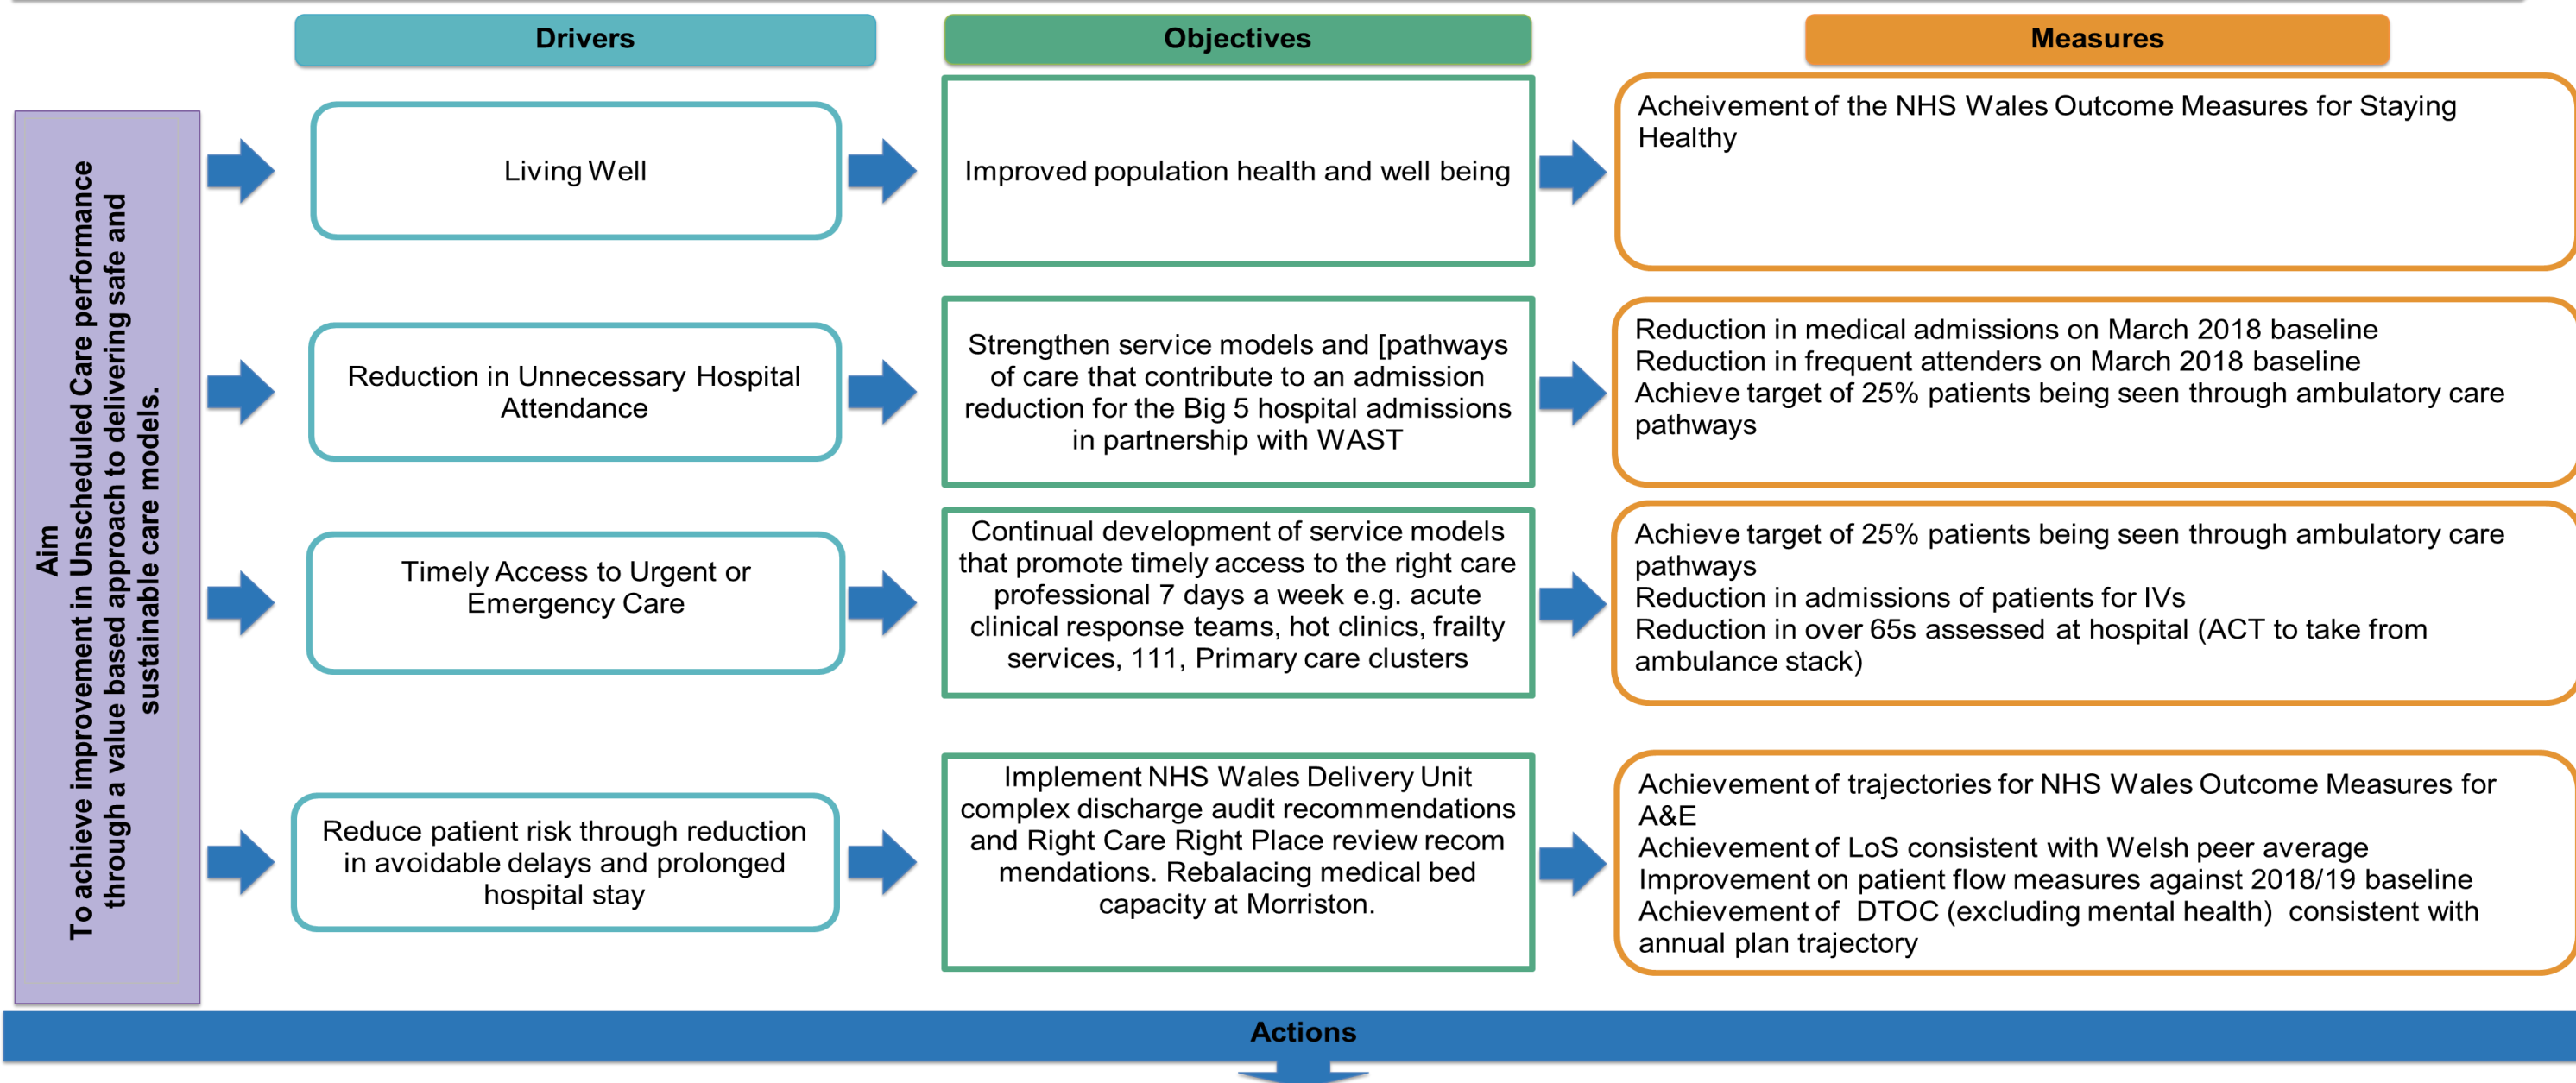 Drivers
Objectives
Measures
Aim
To achieve improvement in Unscheduled Care performance
through a value based approach to delivering safe and
sustainable care models.
Living Well
Improved population health and well being
Acheivement of the NHS Wales Outcome Measures for Staying
Healthy
Reduction in Unnecessary Hospital
Attendance
Strengthen service models and [pathways
of care that contribute to an admission
reduction for the Big 5 hospital admissions
in partnership with WAST
Reduction in medical admissions on March 2018 baseline
Reduction in frequent attenders on March 2018 baseline
Achieve target of 25% patients being seen through ambulatory care
pathways
Timely Access to Urgent or
Emergency Care
Continual development of service models
that promote timely access to the right care
professional 7 days a week e.g. acute
clinical response teams, hot clinics, frailty
services, 111, Primary care clusters
Achieve target of 25% patients being seen through ambulatory care
pathways
Reduction in admissions of patients for IVs
Reduction in over 65s assessed at hospital (ACT to take from
ambulance stack)
Reduce patient risk through reduction
in avoidable delays and prolonged
hospital stay
Implement NHS Wales Delivery Unit
complex discharge audit recommendations
and Right Care Right Place review recom
mendations. Rebalacing medical bed
capacity at Morriston.
Achievement of trajectories for NHS Wales Outcome Measures for
A&E
Achievement of LoS consistent with Welsh peer average
Improvement on patient flow measures against 2018/19 baseline
Achievement of  DTOC (excluding mental health)  consistent with
annual plan trajectory
Actions